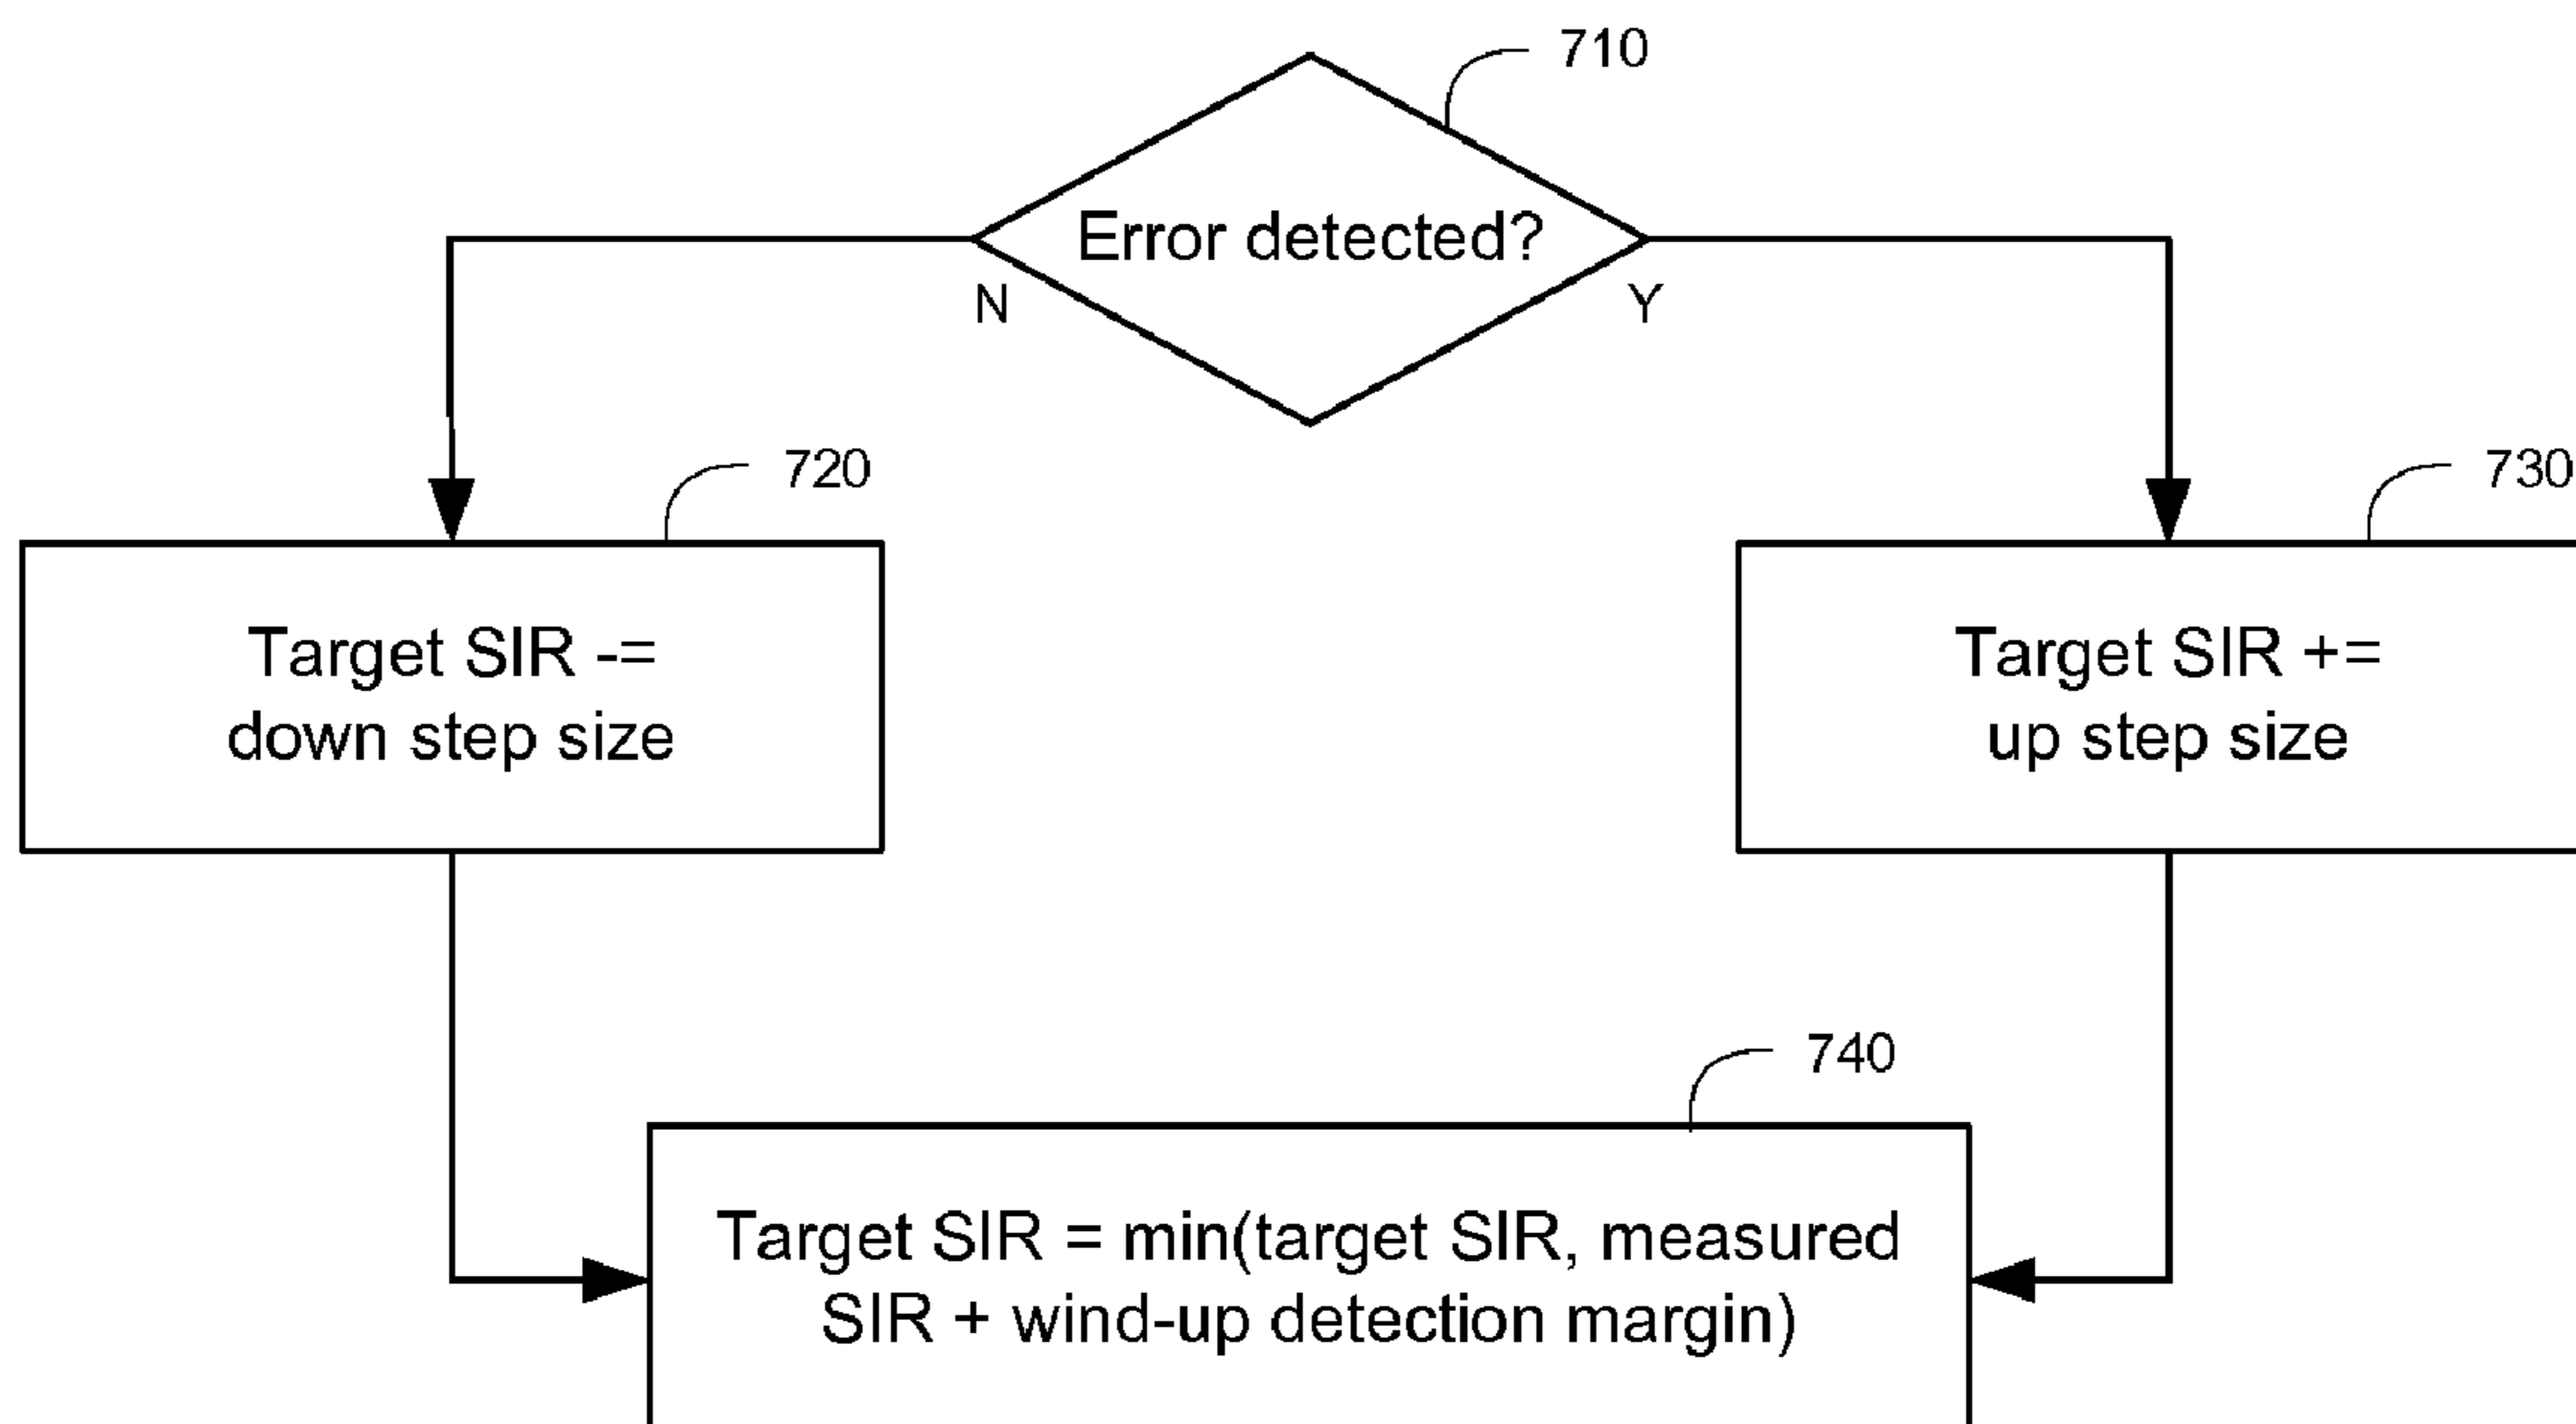 710
Error detected?
N
Y
720
730
Target SIR -=
down step size
Target SIR +=
up step size
740
Target SIR = min(target SIR, measured
SIR + wind-up detection margin)